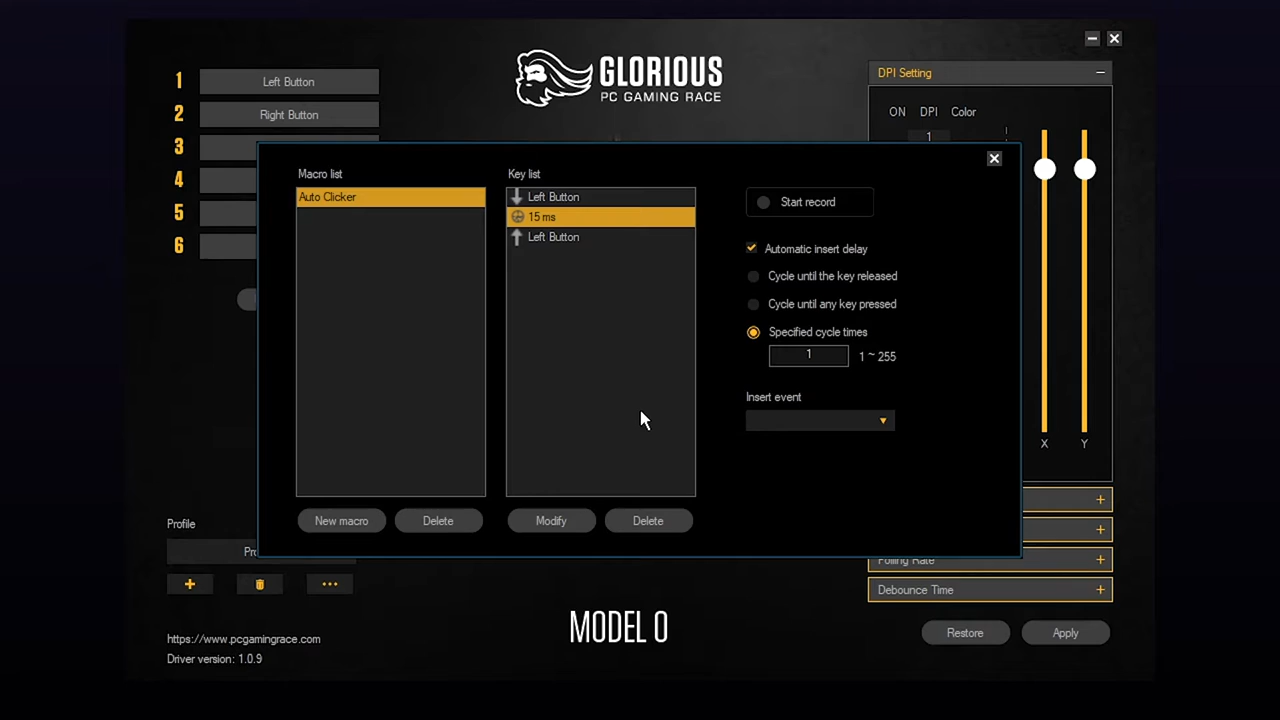 GLORIOUS
PC GAMING RACE
1 Left Button
2 Right Button
3
4
5
6
DPI Setting
ON DPI Color
1
Macro list
Auto Clicker
Key list
Left Button
15 ms
Left Button
Start record
Automatic insert delay
Cycle until the key released
Cycle until any key pressed
Specified cycle times
1 1 ~ 255
Insert event
X Y
New macro Delete Modify Delete
Profile
Polling Rate
Debounce Time
MODEL O
Restore Apply
https://www.pcgamingrace.com
Driver version: 1.0.9